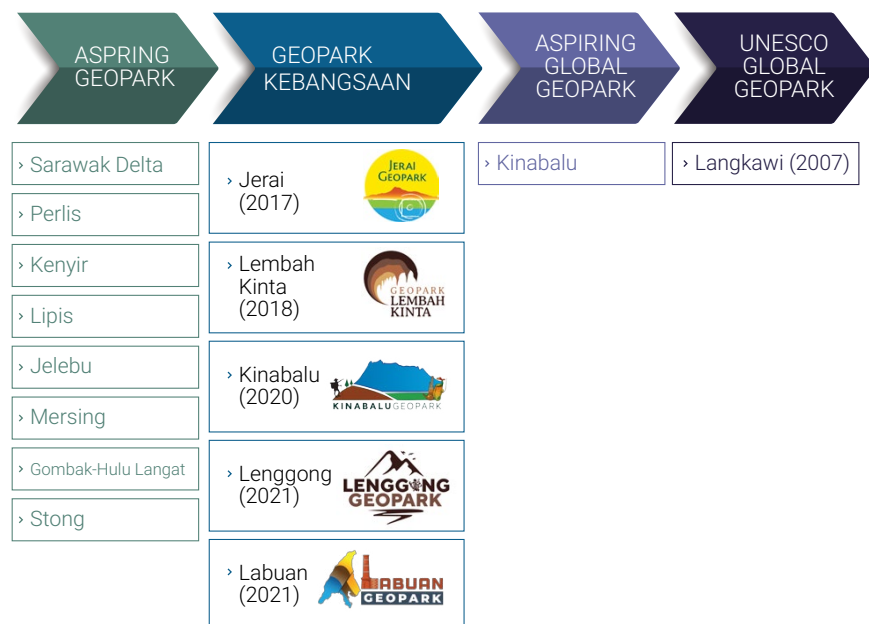 ASPRING
GEOPARK
GEOPARK
KEBANGSAAN
ASPIRING
GLOBAL
GEOPARK
UNESCO
GLOBAL
GEOPARK
› Sarawak Delta
› Perlis
› Kenyir
› Lipis
› Jelebu
› Mersing
› Gombak-Hulu Langat
› Stong
› Jerai
(2017)
JERAI
GEOPARK
› Lembah
Kinta
(2018)
GEOPARK
LEMBAH
KINTA
› Kinabalu
(2020)
KINABALUGEOPARK
› Lenggong
(2021)
LENGGONG
GEOPARK
› Labuan
(2021)
LABUAN
GEOPARK
› Kinabalu
› Langkawi (2007)